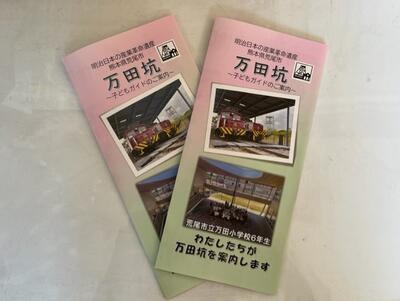 明治日本の産業革命遺産
熊本県荒尾市
万田坑
~子どもガイドのご案内~
明治日本の産業革命遺産
熊本県荒尾市
万田坑
~子どもガイドのご案内~
荒尾市立万田小学校6年生
わたしたちが
万田坑を案内します